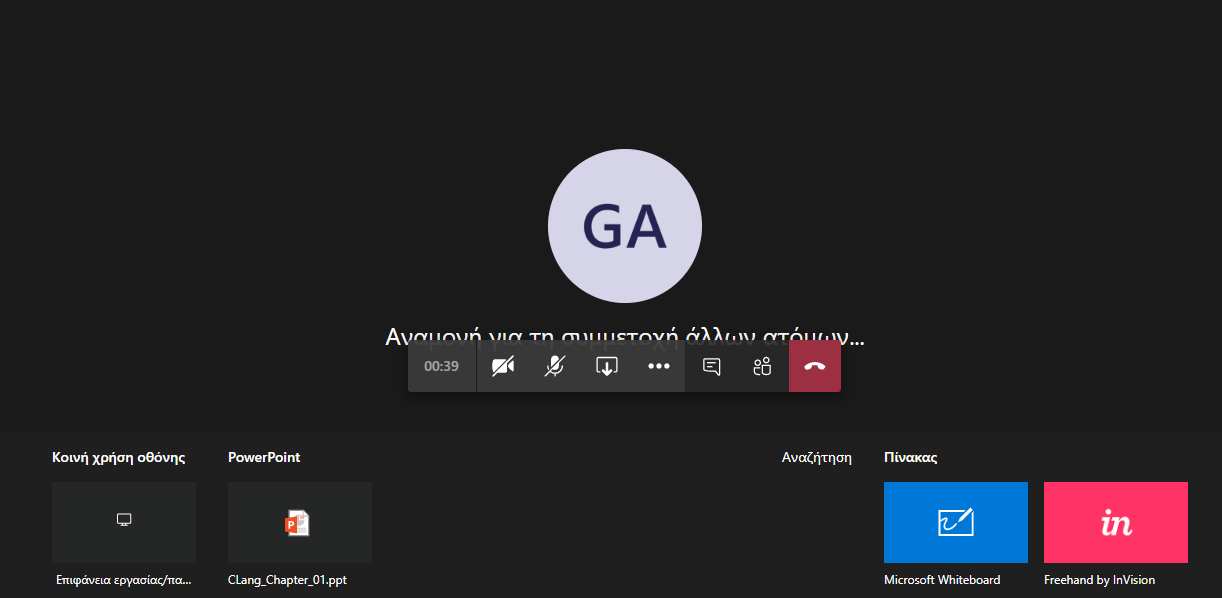 GA
Αναμονή για τη συμμετοχή άλλων ατόμων...
00:39
Κοινή χρήση οθόνης
PowerPoint
Αναζήτηση
Πίνακας
P
in
Επιφάνεια εργασίας/πα...
CLang_Chapter_01.ppt
Microsoft Whiteboard
Freehand by InVision